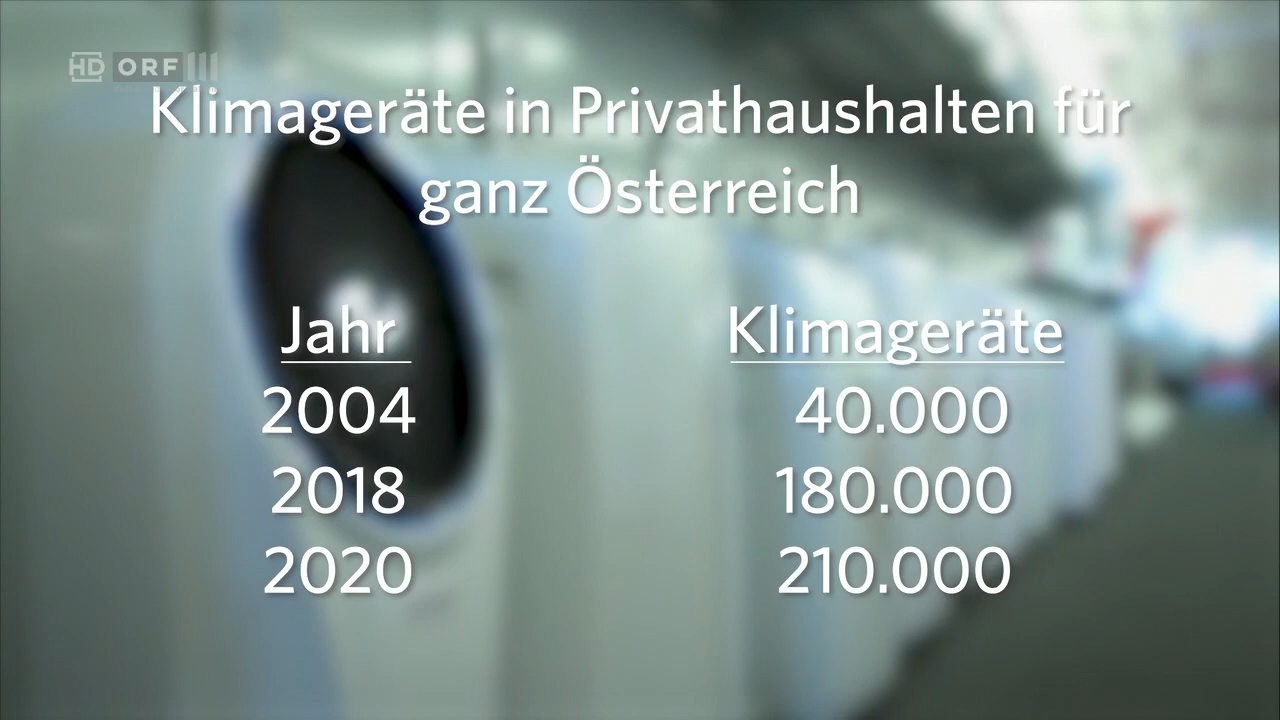 HD ORF III
Klimageräte in Privathaushalten für
ganz Österreich
Jahr Klimageräte
2004 40.000
2018 180.000
2020 210.000